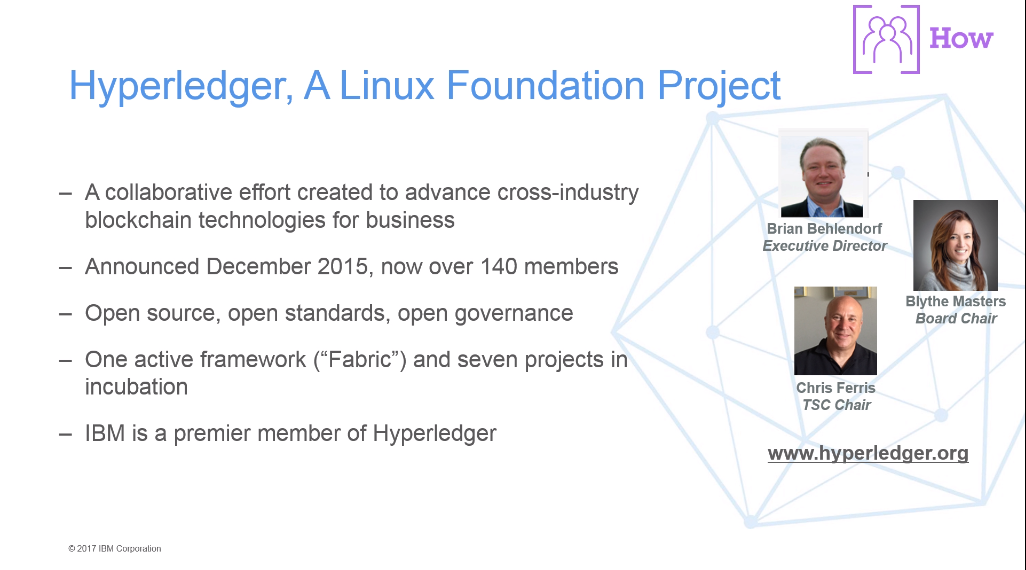 How
Hyperledger, A Linux Foundation Project
– A collaborative effort created to advance cross-industry
blockchain technologies for business
– Announced December 2015, now over 140 members
– Open source, open standards, open governance
– One active framework (“Fabric”) and seven projects in
incubation
– IBM is a premier member of Hyperledger
Brian Behlendorf
Executive Director
Blythe Masters
Board Chair
Chris Ferris
TSC Chair
www.hyperledger.org
© 2017 IBM Corporation